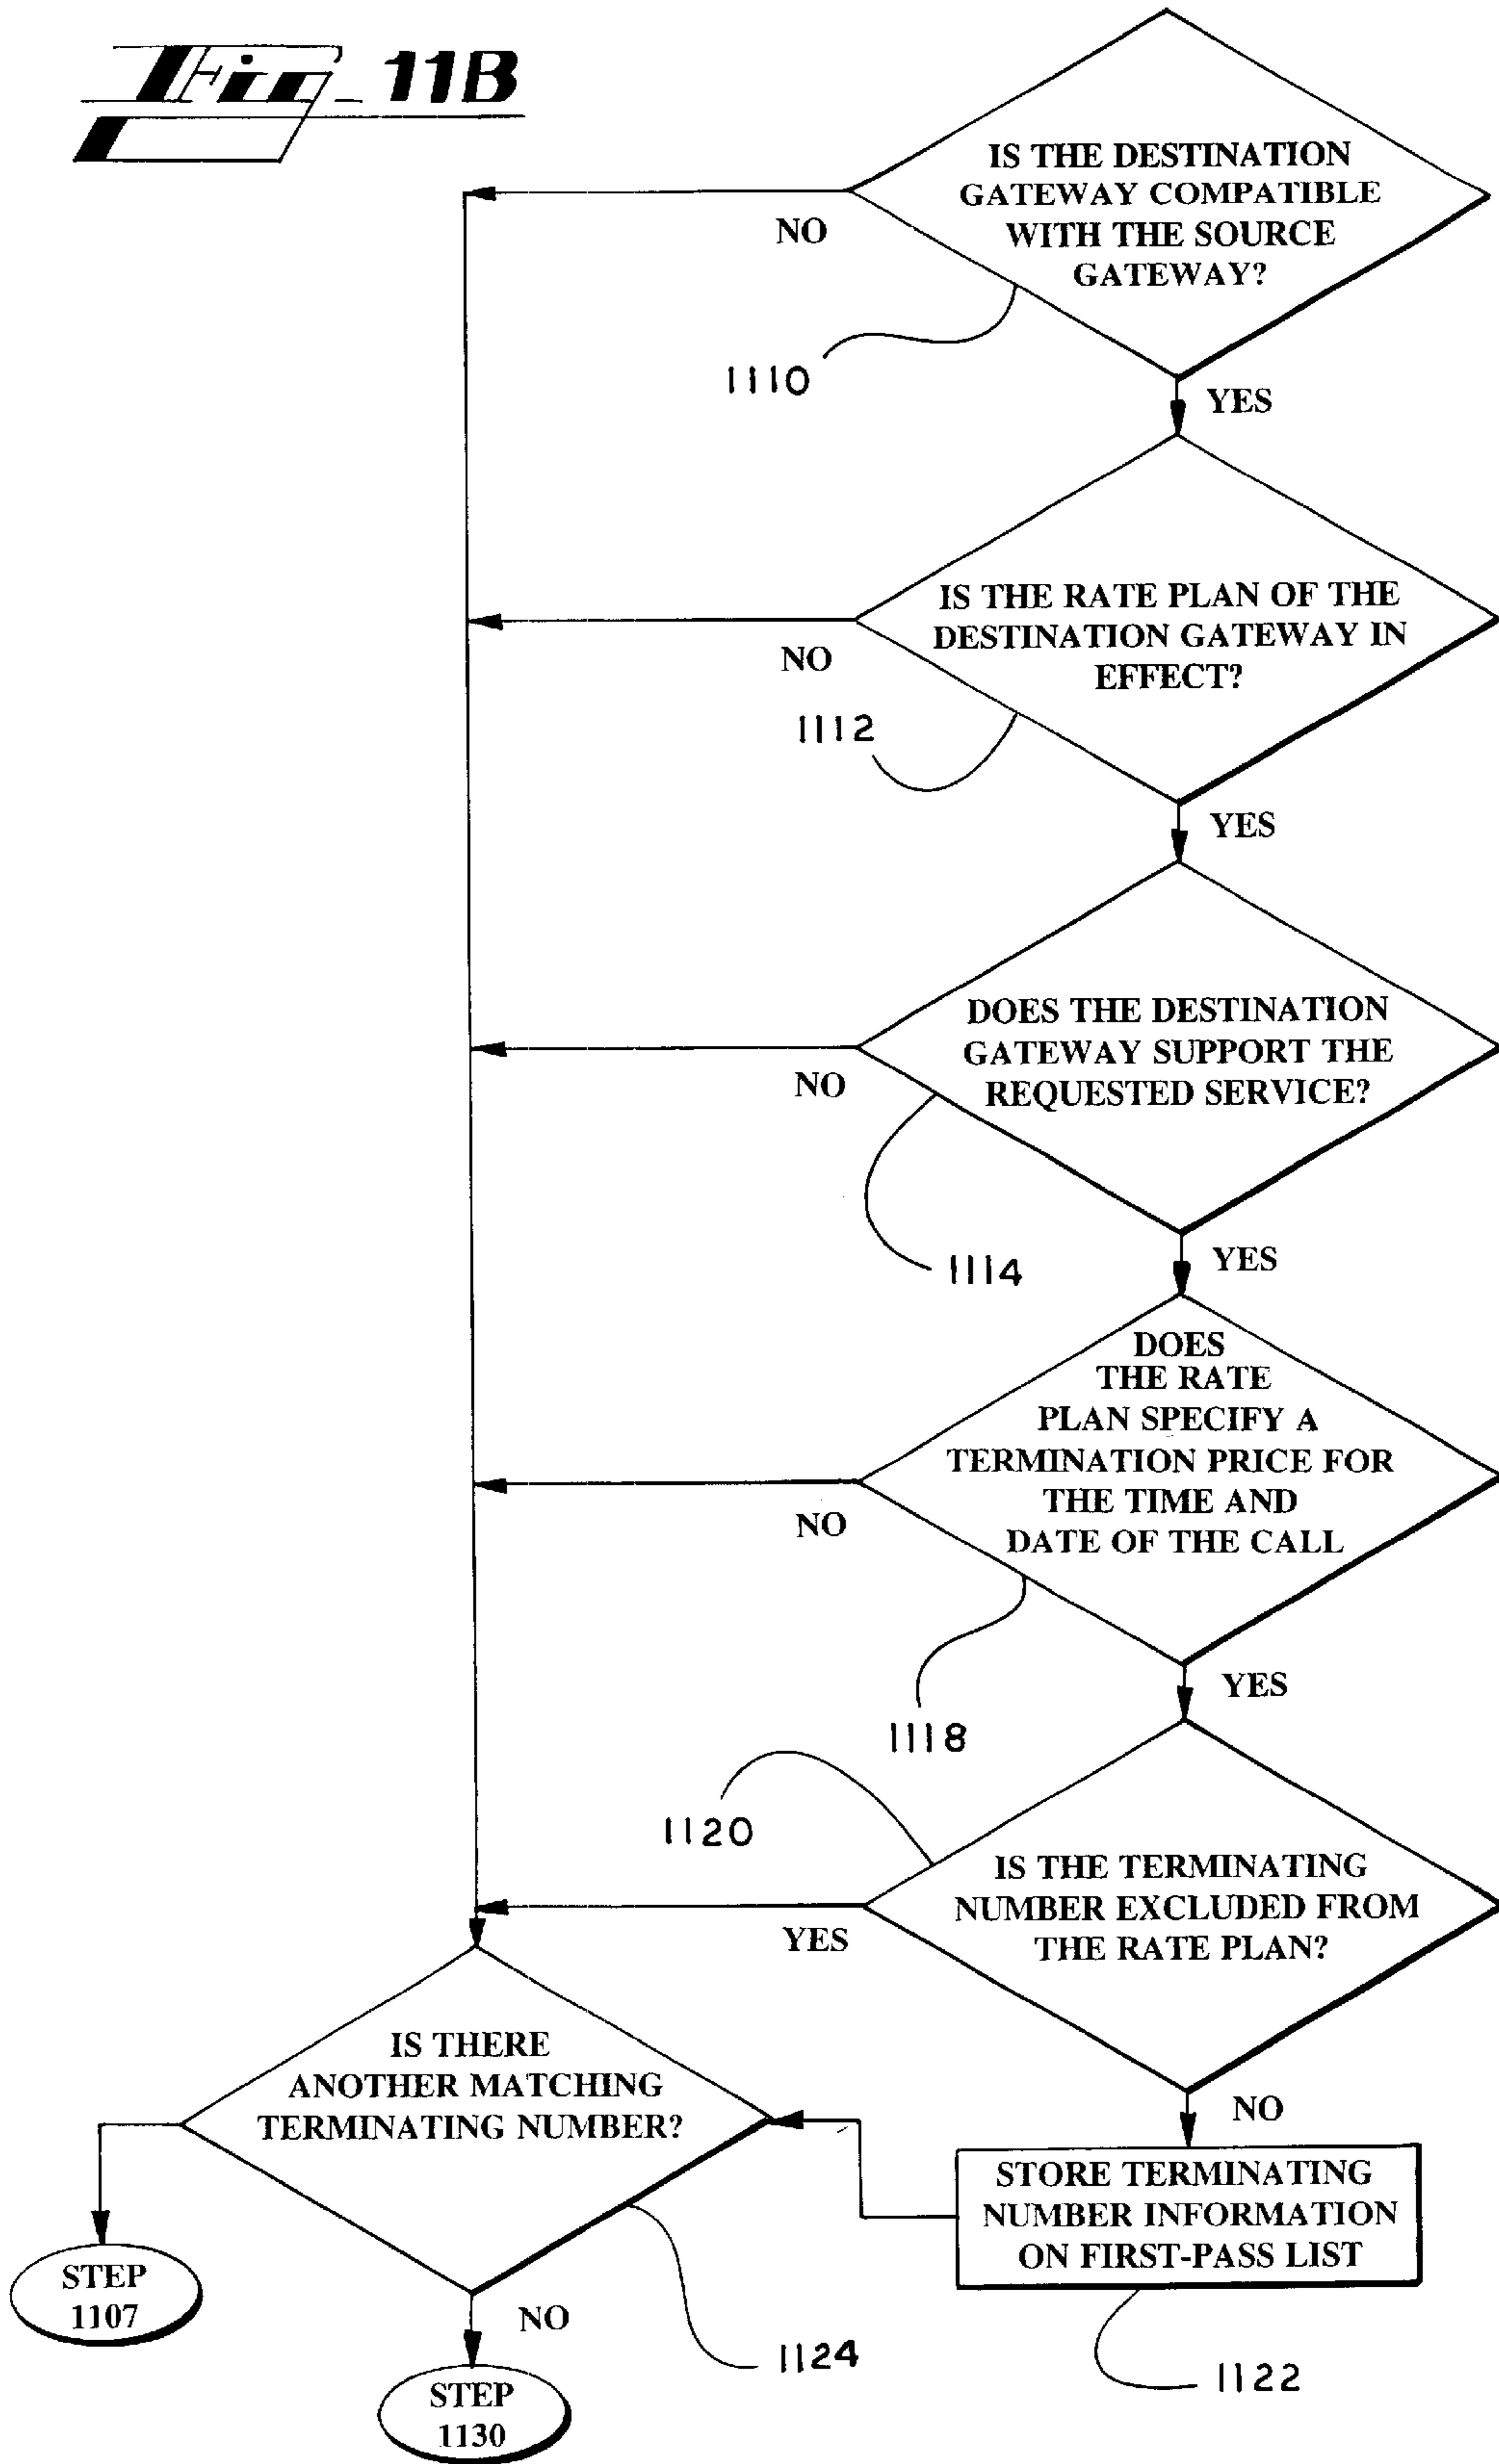 Fig_11B
IS THE DESTINATION
GATEWAY COMPATIBLE
WITH THE SOURCE
GATEWAY?
NO
1110
YES
IS THE RATE PLAN OF THE
DESTINATION GATEWAY IN
EFFECT?
NO
1112
YES
DOES THE DESTINATION
GATEWAY SUPPORT THE
REQUESTED SERVICE?
NO
1114
YES
DOES
THE RATE
PLAN SPECIFY A
TERMINATION PRICE FOR
THE TIME AND
DATE OF THE CALL
NO
1118
YES
1120
IS THE TERMINATING
NUMBER EXCLUDED FROM
THE RATE PLAN?
YES
NO
IS THERE
ANOTHER MATCHING
TERMINATING NUMBER?
STORE TERMINATING
NUMBER INFORMATION
ON FIRST-PASS LIST
STEP
1107
NO
1124
1122
STEP
1130